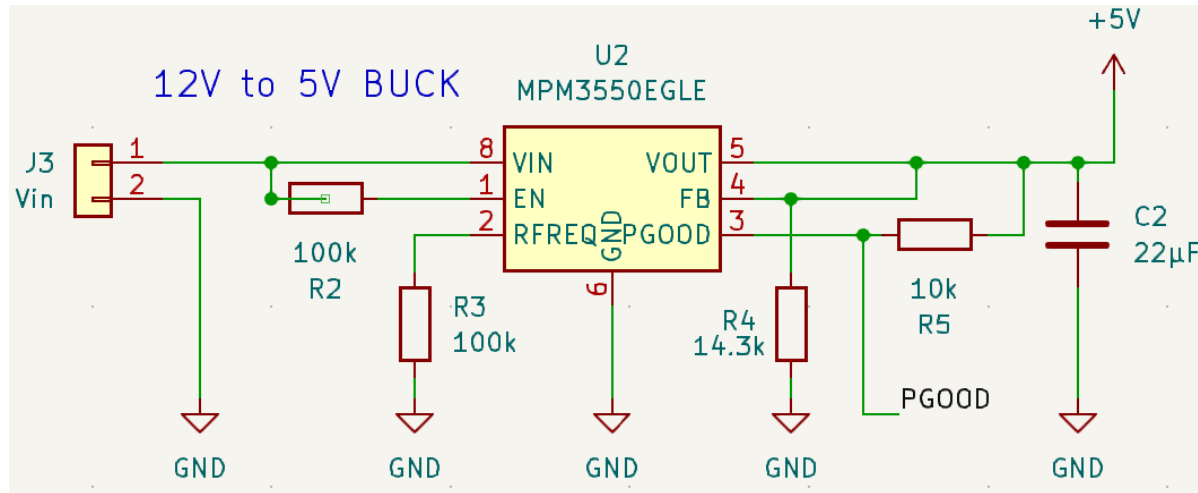 +5V
U2
12V to 5V BUCK
MPM3550EGLE
J3
Vin
1
2
8
VIN
VOUT
5
1
EN
FB
4
2
RFREQ
GND
PGOOD
3
6
100k
R2
R3
100k
R4
14.3k
10k
R5
C2
22µF
PGOOD
GND
GND
GND
GND
GND